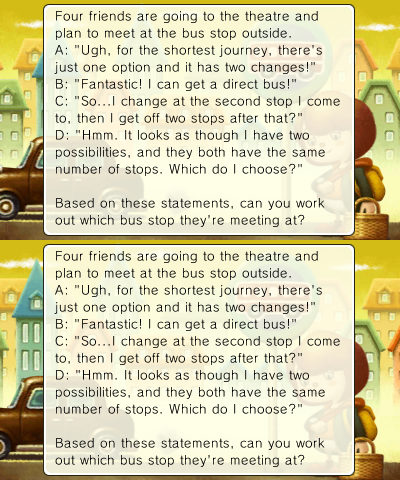 Four friends are going to the theatre and
plan to meet at the bus stop outside.
A: "Ugh, for the shortest journey, there's
just one option and it has two changes!"
B: "Fantastic! I can get a direct bus!"
C: "So...I change at the second stop I come
to, then I get off two stops after that?"
D: "Hmm. It looks as though I have two
possibilities, and they both have the same
number of stops. Which do I choose?"
Based on these statements, can you work
out which bus stop they're meeting at?
Four friends are going to the theatre and
plan to meet at the bus stop outside.
A: "Ugh, for the shortest journey, there's
just one option and it has two changes!"
B: "Fantastic! I can get a direct bus!"
C: "So...I change at the second stop I come
to, then I get off two stops after that?"
D: "Hmm. It looks as though I have two
possibilities, and they both have the same
number of stops. Which do I choose?"
Based on these statements, can you work
out which bus stop they're meeting at?